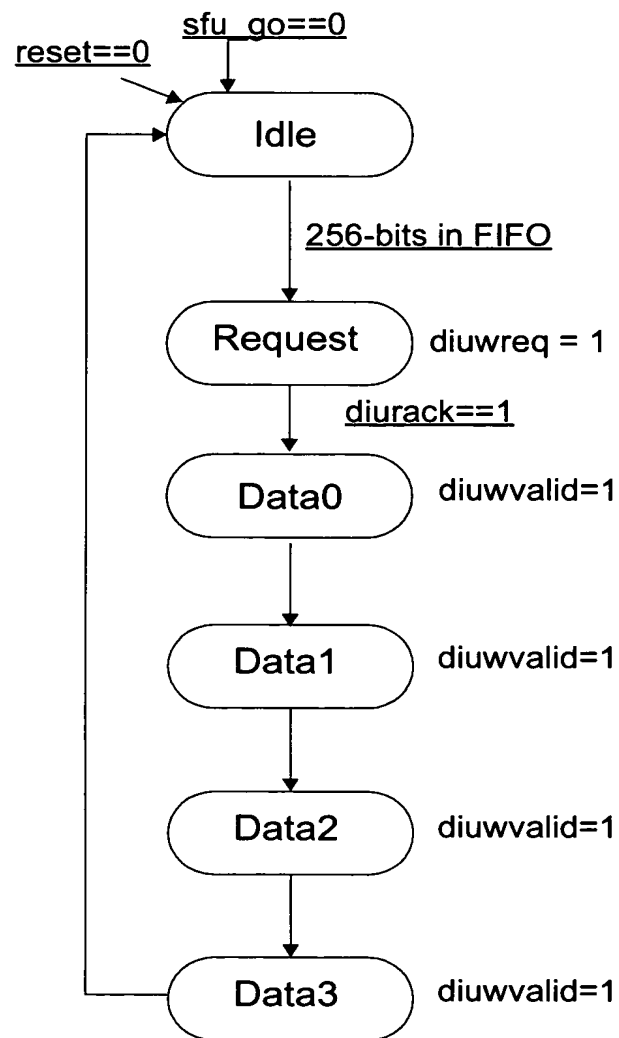 sfu_go==0
reset==0
Idle
256-bits in FIFO
Request
diuwreq = 1
diurack==1
Data0
diuwvalid=1
Data1
diuwvalid=1
Data2
diuwvalid=1
Data3
diuwvalid=1